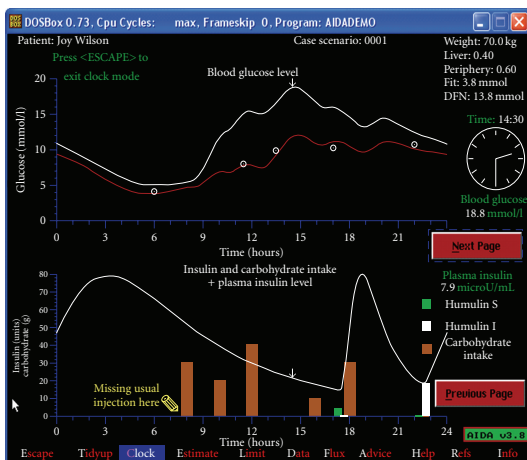 DOSBox 0.73, Cpu Cycles: max, Frameskip 0, Program: AIDADEMO
Patient: Joy Wilson
Case scenario: 0001
Weight: 70.0 kg
Liver: 0.40
Periphery: 0.60
Fit: 3.8 mmol
DFN: 13.8 mmol
Press <ESCAPE> to
exit clock mode
Blood glucose level
Time: 14:30
Glucose (mmol/l)
20
15
10
5
0
0 3 6 9 12 15 18 21 24
Time (hours)
Blood glucose
18.8 mmol/l
Next Page
Insulin and carbohydrate intake
+ plasma insulin level
Plasma insulin
7.9 microU/mL
Humulin S
Humulin I
Carbohydrate
intake
Insulin (units)
carbohydrate (g)
80
70
60
50
40
30
20
10
0
Missing usual
injection here
0 3 6 9 12 15 18 21 24
Time (hours)
Previous Page
AIDA v3.8
Escape Tidyup Clock Estimate Limit Data Flux Advice Help Refs Info